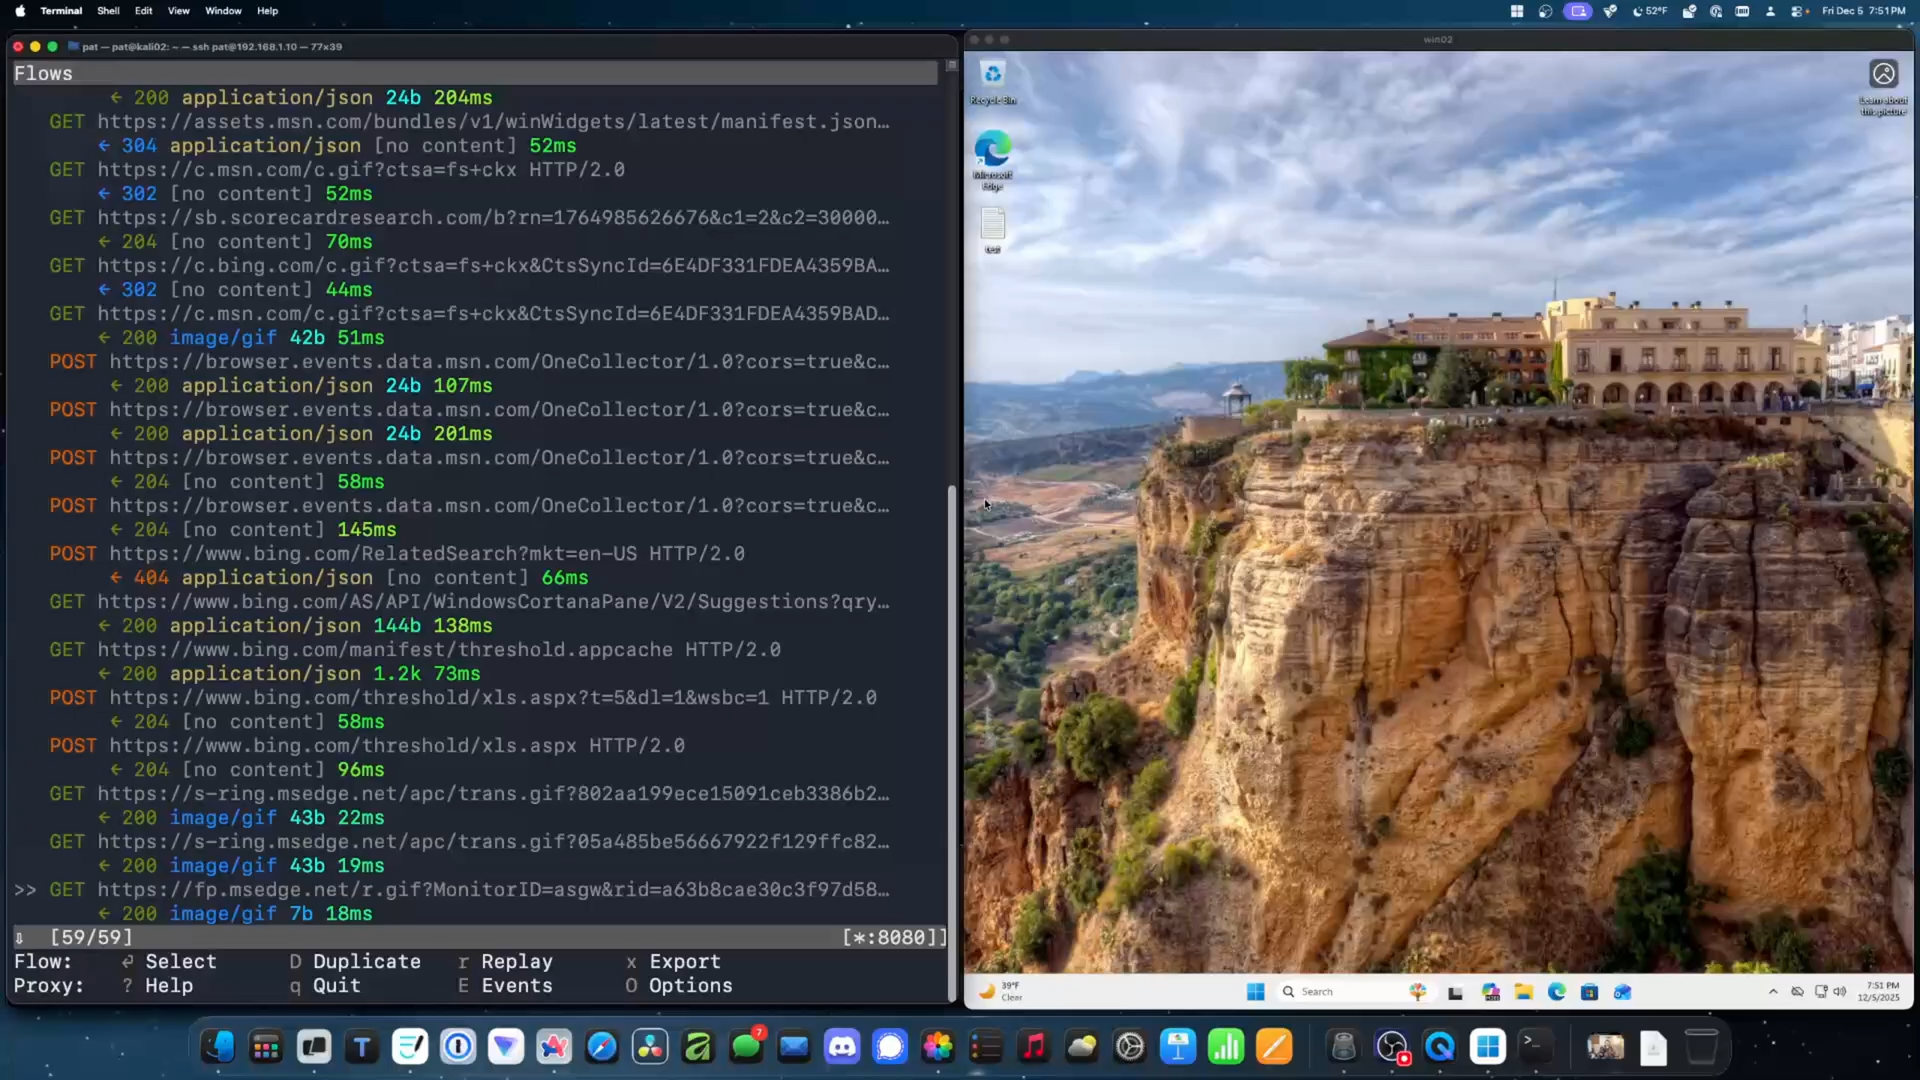 Terminal Shell Edit View Window Help
52°F Fri Dec 5 7:51 PM
pat — pat@kali02: ~ — ssh pat@192.168.1.10 — 77×39
Flows
← 200 application/json 24b 204ms
GET https://assets.msn.com/bundles/v1/winWidgets/latest/manifest.json…
← 304 application/json [no content] 52ms
GET https://c.msn.com/c.gif?ctsa=fs+ckx HTTP/2.0
← 302 [no content] 52ms
GET https://sb.scorecardresearch.com/b?rn=1764985626676&c1=2&c2=30000…
← 204 [no content] 70ms
GET https://c.bing.com/c.gif?ctsa=fs+ckx&CtsSyncId=6E4DF331FDEA4359BA…
← 302 [no content] 44ms
GET https://c.msn.com/c.gif?ctsa=fs+ckx&CtsSyncId=6E4DF331FDEA4359BAD…
← 200 image/gif 42b 51ms
POST https://browser.events.data.msn.com/OneCollector/1.0?cors=true&c…
← 200 application/json 24b 107ms
POST https://browser.events.data.msn.com/OneCollector/1.0?cors=true&c…
← 200 application/json 24b 201ms
POST https://browser.events.data.msn.com/OneCollector/1.0?cors=true&c…
← 204 [no content] 58ms
POST https://browser.events.data.msn.com/OneCollector/1.0?cors=true&c…
← 204 [no content] 145ms
POST https://www.bing.com/RelatedSearch?mkt=en-US HTTP/2.0
← 404 application/json [no content] 66ms
GET https://www.bing.com/AS/API/WindowsCortanaPane/V2/Suggestions?qry…
← 200 application/json 144b 138ms
GET https://www.bing.com/manifest/threshold.appcache HTTP/2.0
← 200 application/json 1.2k 73ms
POST https://www.bing.com/threshold/xls.aspx?t=5&dl=1&wsbc=1 HTTP/2.0
← 204 [no content] 58ms
POST https://www.bing.com/threshold/xls.aspx HTTP/2.0
← 204 [no content] 96ms
GET https://s-ring.msedge.net/apc/trans.gif?802aa199ece15091ceb3386b2…
← 200 image/gif 43b 22ms
GET https://s-ring.msedge.net/apc/trans.gif?05a485be56667922f129ffc82…
← 200 image/gif 43b 19ms
>> GET https://fp.msedge.net/r.gif?MonitorID=asgw&rid=a63b8cae30c3f97d58…
← 200 image/gif 7b 18ms
⇩ [59/59] [*:8080]]
Flow: ⏎ Select D Duplicate r Replay x Export
Proxy: ? Help q Quit E Events O Options
win02
Recycle Bin
Learn about
this picture
Microsoft
Edge
test
39°F
Clear
Search
7:51 PM
12/5/2025
7